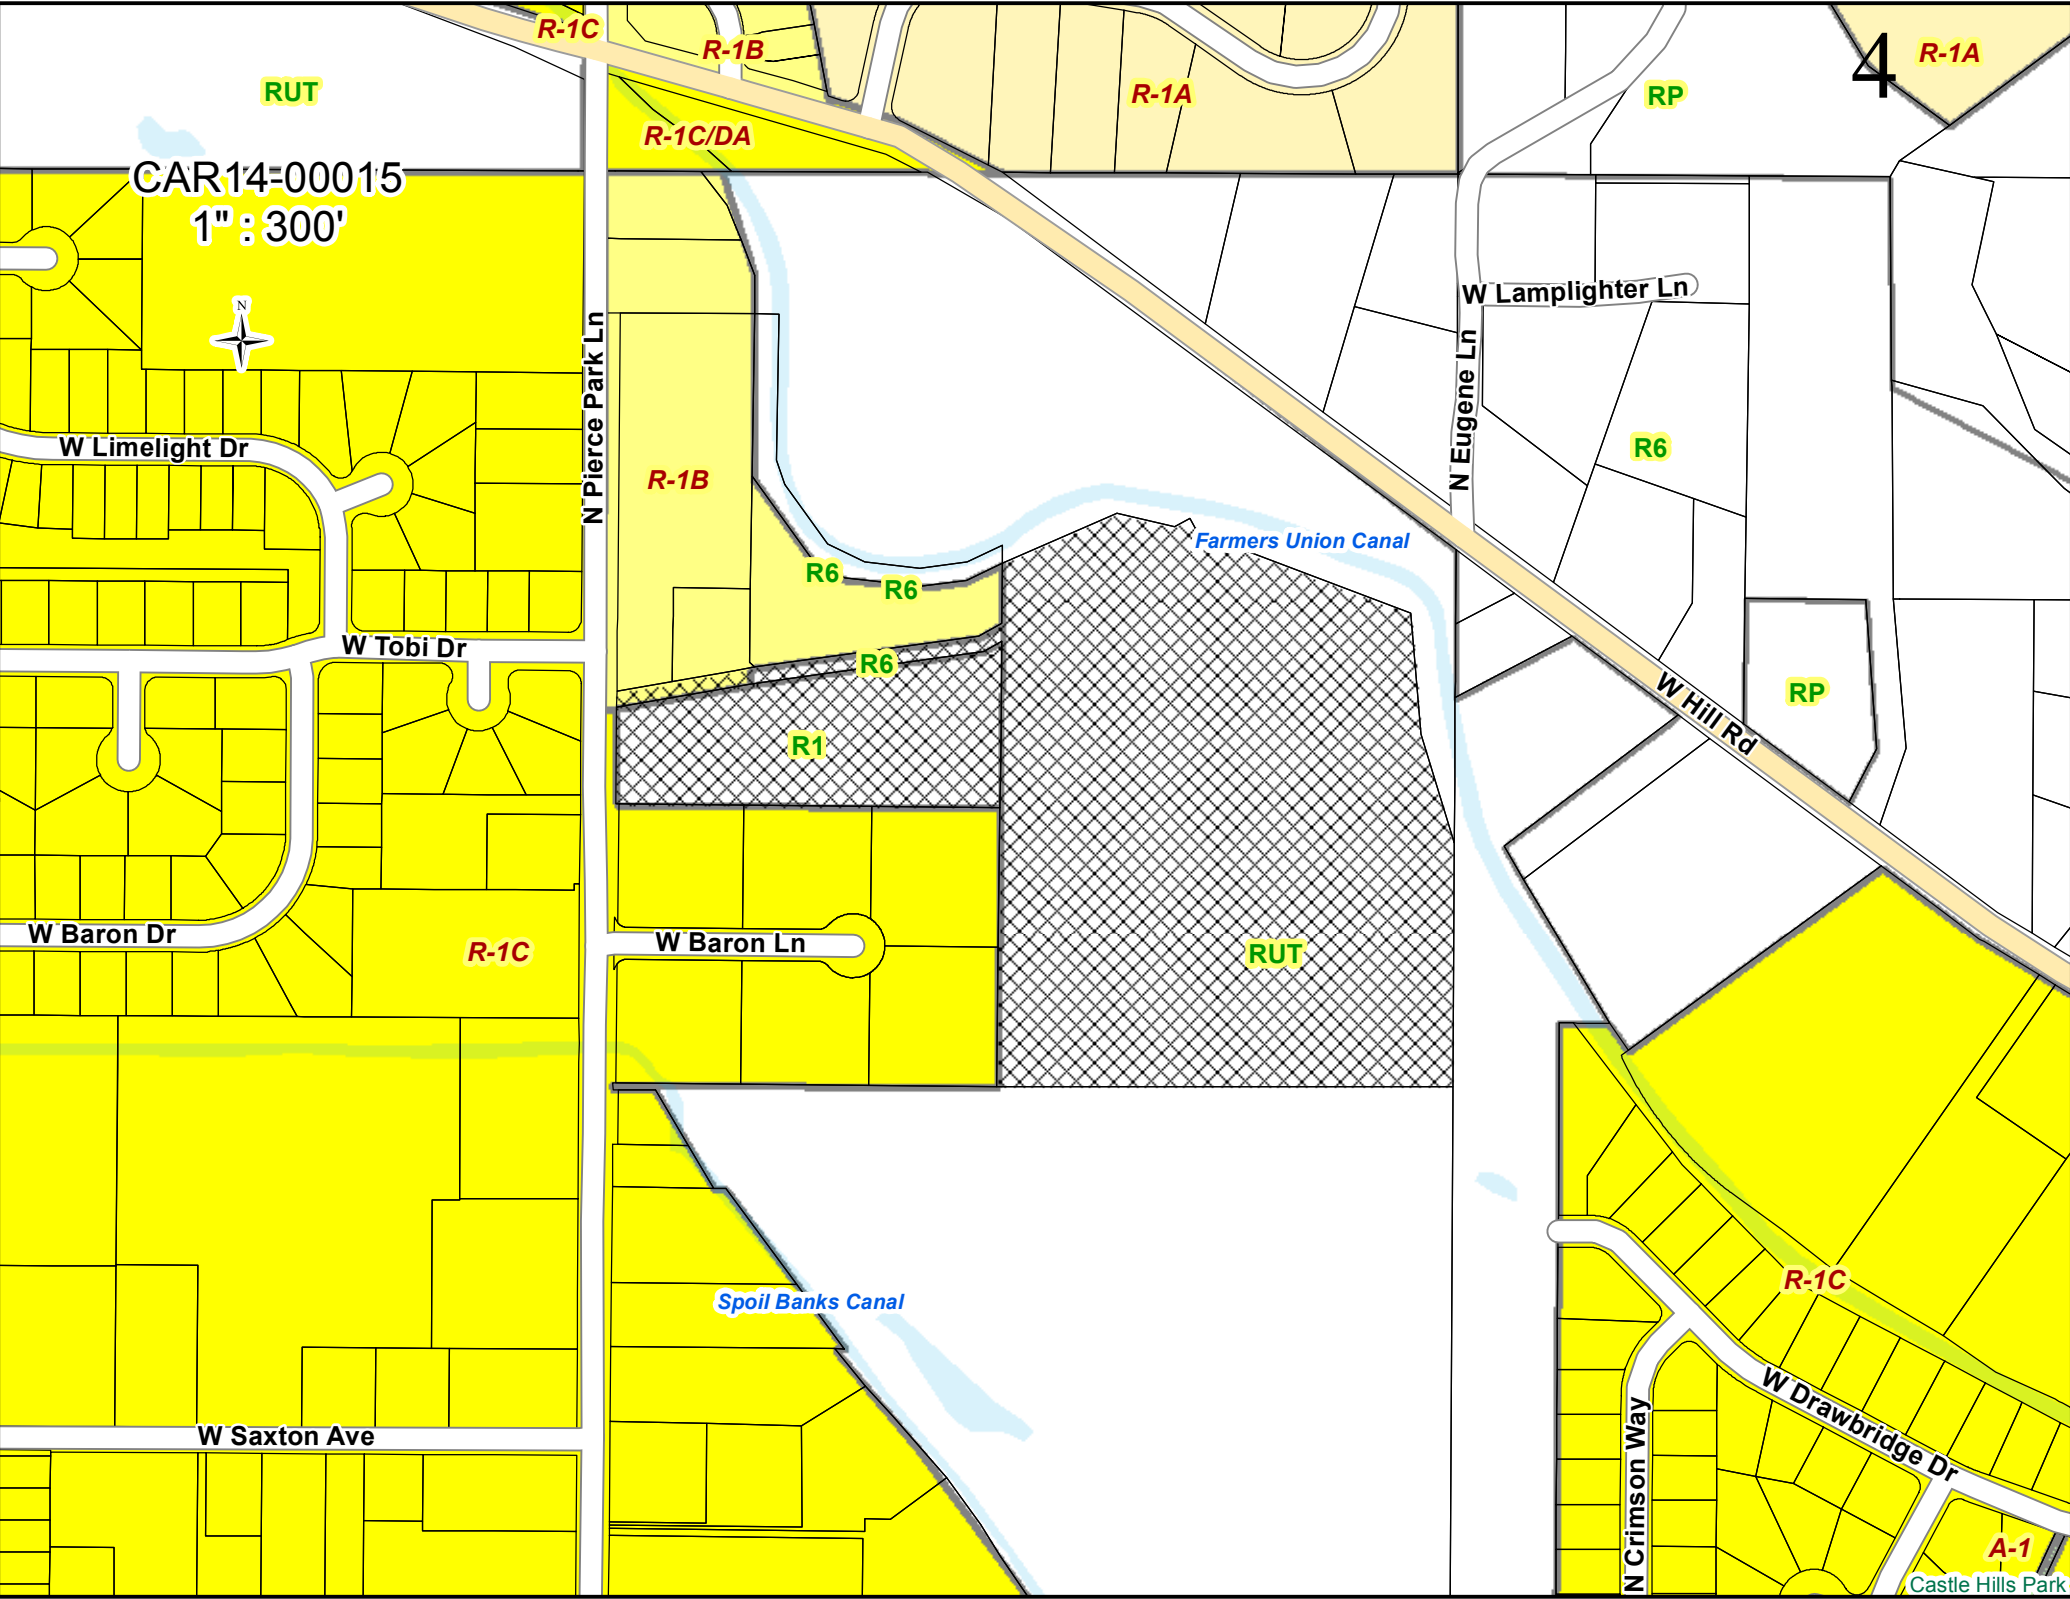 R-1C
R-1B
4
R-1A
RUT
R-1A
RP
R-1C/DA
CAR14-00015
1" : 300'
N
W Lamplighter Ln
N Pierce Park Ln
N Eugene Ln
W Limelight Dr
R-1B
R6
Farmers Union Canal
R6
R6
W Tobi Dr
R6
W Hill Rd
RP
R1
W Baron Dr
R-1C
W Baron Ln
RUT
R-1C
Spoil Banks Canal
W Drawbridge Dr
W Saxton Ave
N Crimson Way
A-1
Castle Hills Park